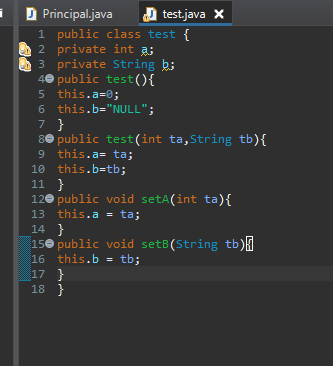 Principal.java
test.java
1 public class test {
2 private int a;
3 private String b;
4 public test(){
5 this.a=0;
6 this.b="NULL";
7 }
8 public test(int ta,String tb){
9 this.a= ta;
10 this.b=tb;
11 }
12 public void setA(int ta){
13 this.a = ta;
14 }
15 public void setB(String tb){
16 this.b = tb;
17 }
18 }